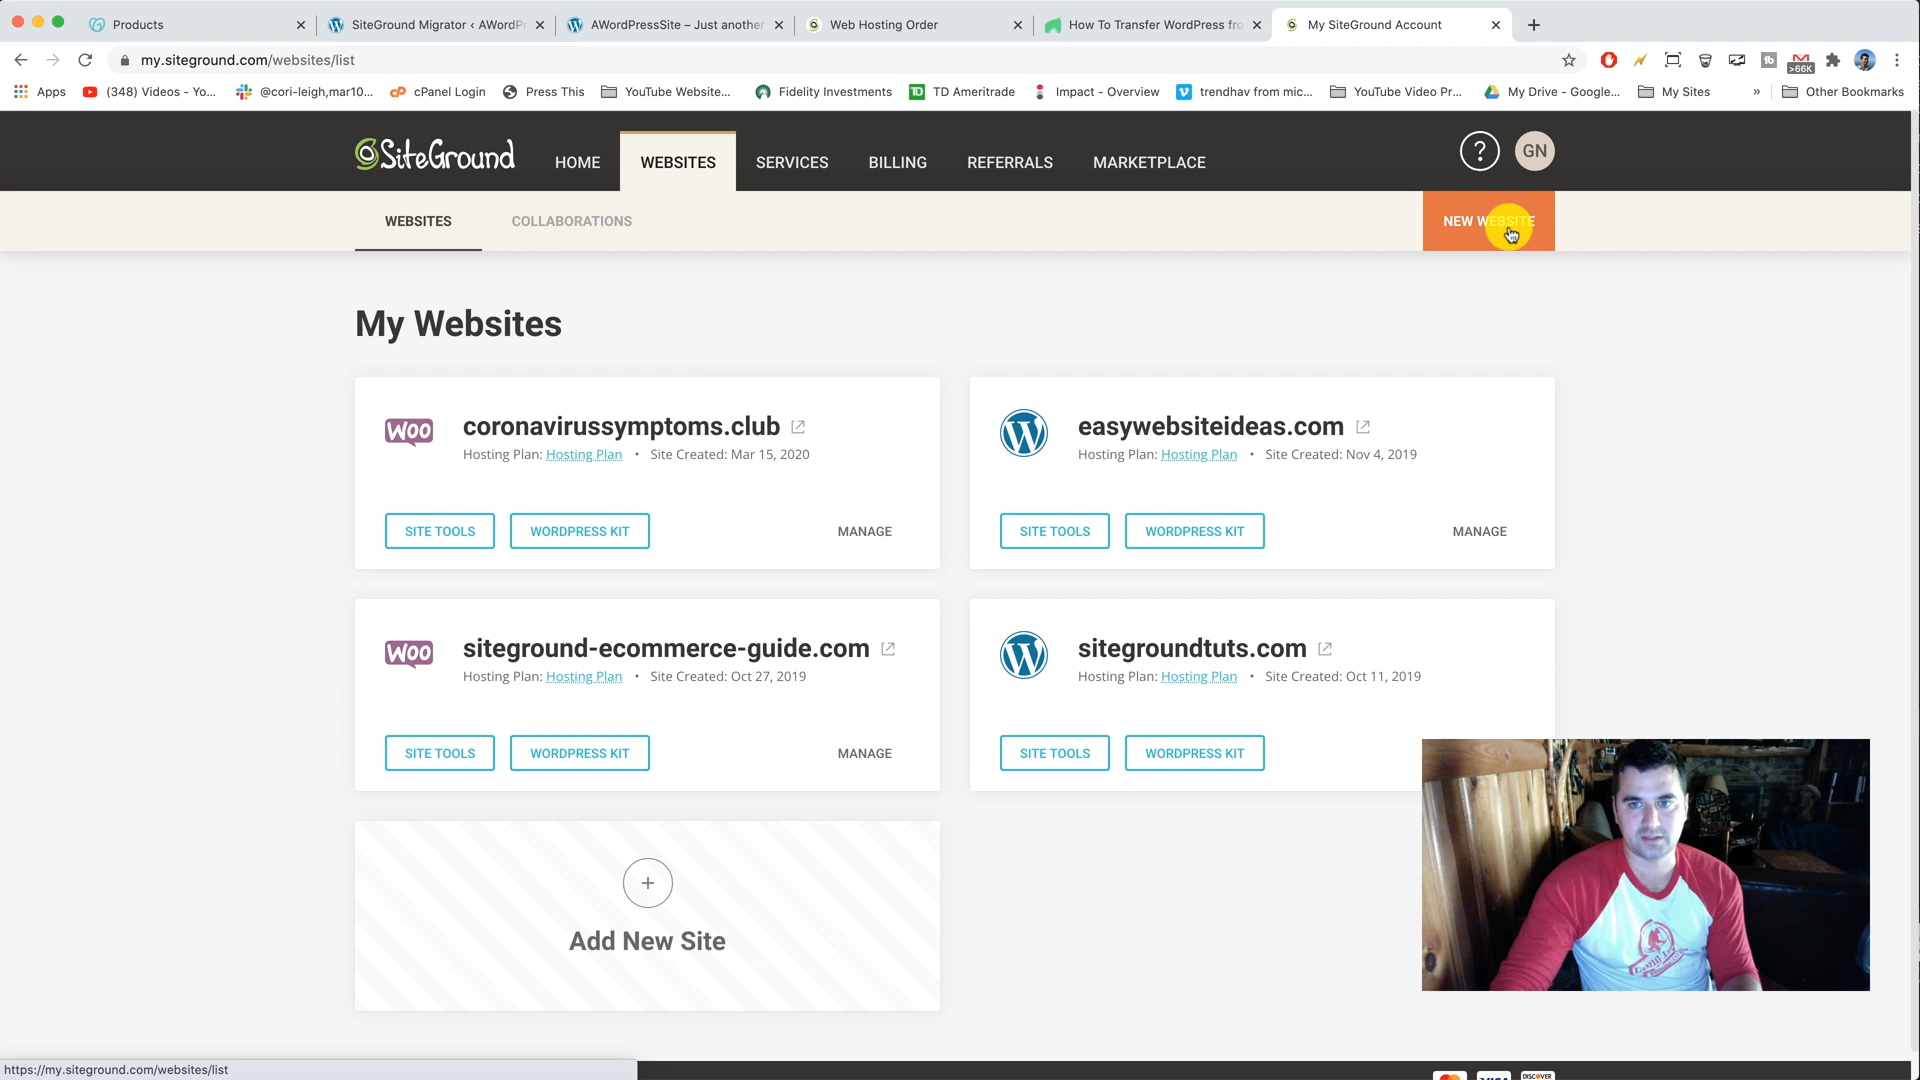 Products
SiteGround Migrator ‹ AWordPr
AWordPressSite – Just another
Web Hosting Order
How To Transfer WordPress fro
My SiteGround Account
my.siteground.com/websites/list
>66K
Apps
(348) Videos - Yo...
@cori-leigh,mar10...
cPanel Login
Press This
YouTube Website...
Fidelity Investments
TD Ameritrade
Impact - Overview
trendhav from mic...
YouTube Video Pr...
My Drive - Google...
My Sites
»
Other Bookmarks
SiteGround
HOME
WEBSITES
SERVICES
BILLING
REFERRALS
MARKETPLACE
?
GN
WEBSITES
COLLABORATIONS
NEW WEBSITE
My Websites
WOO
coronavirussymptoms.club
Hosting Plan: Hosting Plan • Site Created: Mar 15, 2020
SITE TOOLS
WORDPRESS KIT
MANAGE
easywebsiteideas.com
Hosting Plan: Hosting Plan • Site Created: Nov 4, 2019
SITE TOOLS
WORDPRESS KIT
MANAGE
WOO
siteground-ecommerce-guide.com
Hosting Plan: Hosting Plan • Site Created: Oct 27, 2019
SITE TOOLS
WORDPRESS KIT
MANAGE
sitegroundtuts.com
Hosting Plan: Hosting Plan • Site Created: Oct 11, 2019
SITE TOOLS
WORDPRESS KIT
Add New Site
https://my.siteground.com/websites/list
VISA
DISCOVER